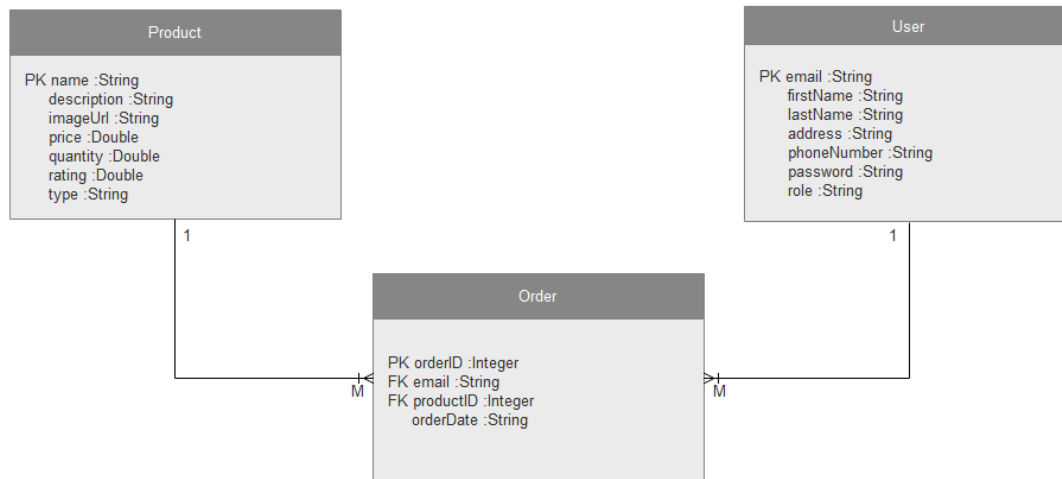 Product
PK name :String
description :String
imageUrl :String
price :Double
quantity :Double
rating :Double
type :String
1
User
PK email :String
firstName :String
lastName :String
address :String
phoneNumber :String
password :String
role :String
1
Order
PK orderID :Integer
FK email :String
FK productID :Integer
orderDate :String
M
M